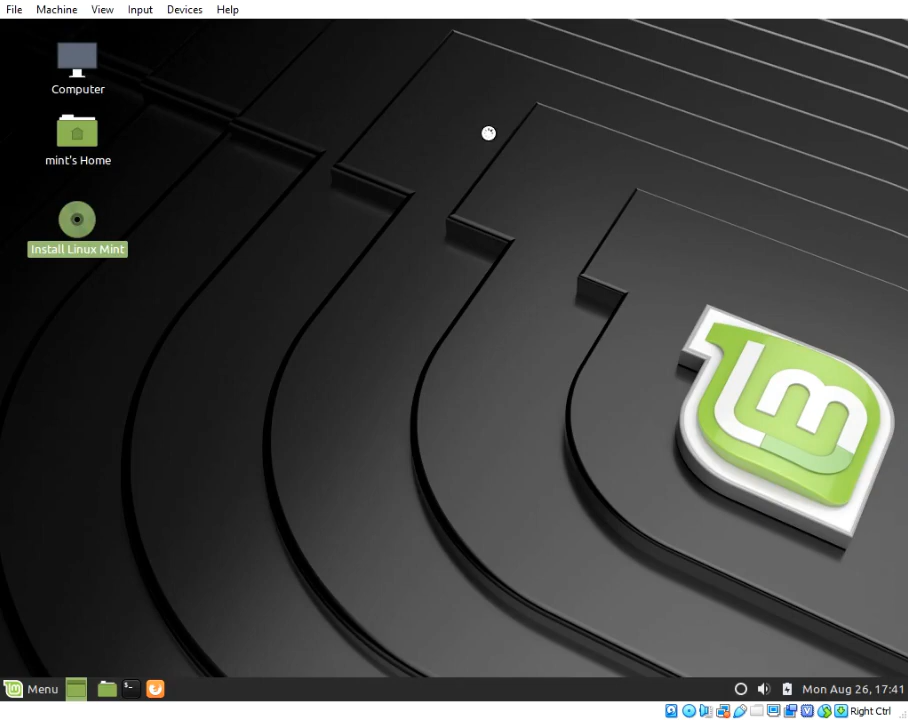 File Machine View Input Devices Help
Computer
mint's Home
Install Linux Mint
lm
Menu
Mon Aug 26, 17:41
Right Ctrl